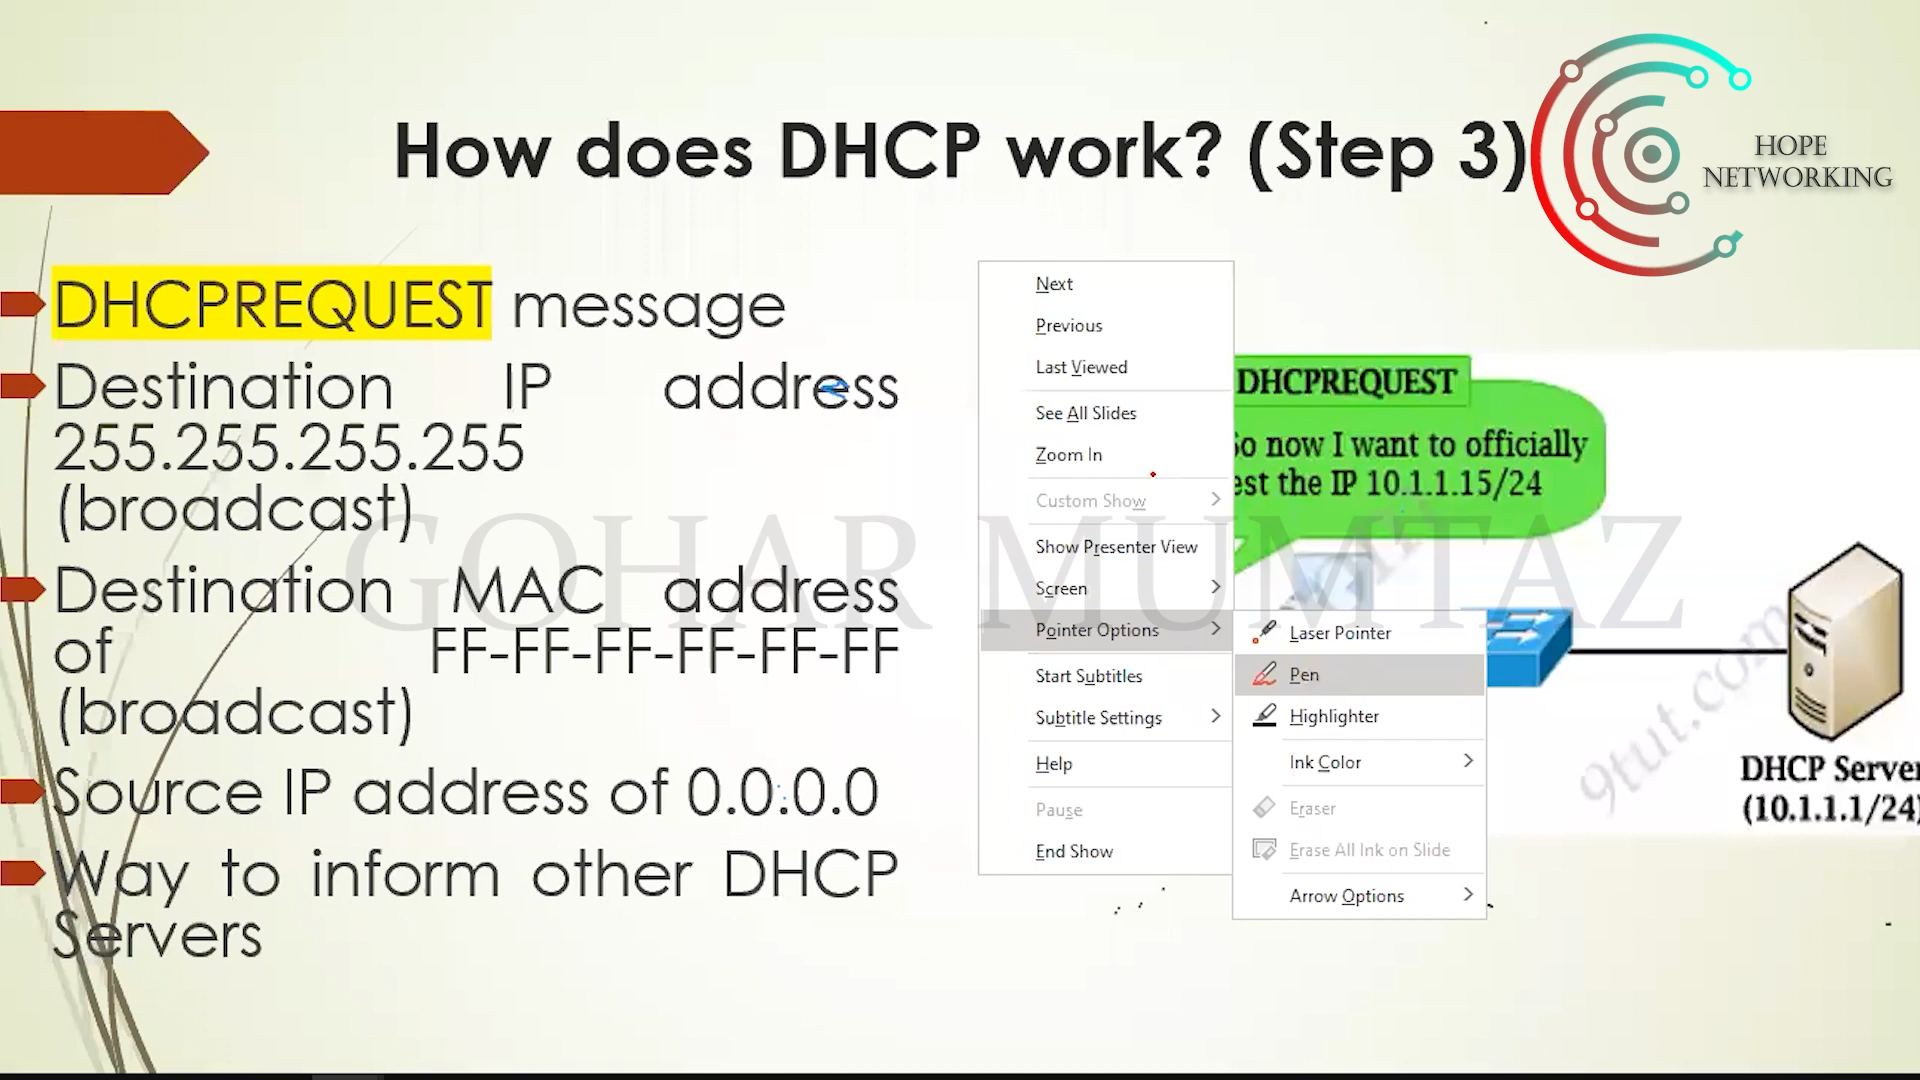 How does DHCP work? (Step 3)
HOPE
NETWORKING
DHCPREQUEST message
Destination IP address
255.255.255.255
(broadcast)
Destination MAC address
of FF-FF-FF-FF-FF-FF
(broadcast)
Source IP address of 0.0.0.0
Way to inform other DHCP
Servers
Next
Previous
Last Viewed
See All Slides
Zoom In
Custom Show
Show Presenter View
Screen
Pointer Options
Start Subtitles
Subtitle Settings
Help
Pause
End Show
Laser Pointer
Pen
Highlighter
Ink Color
Eraser
Erase All Ink on Slide
Arrow Options
DHCPREQUEST
So now I want to officially
est the IP 10.1.1.15/24
DHCP Server
(10.1.1.1/24)
GOHAR MUMTAZ
9tut.com